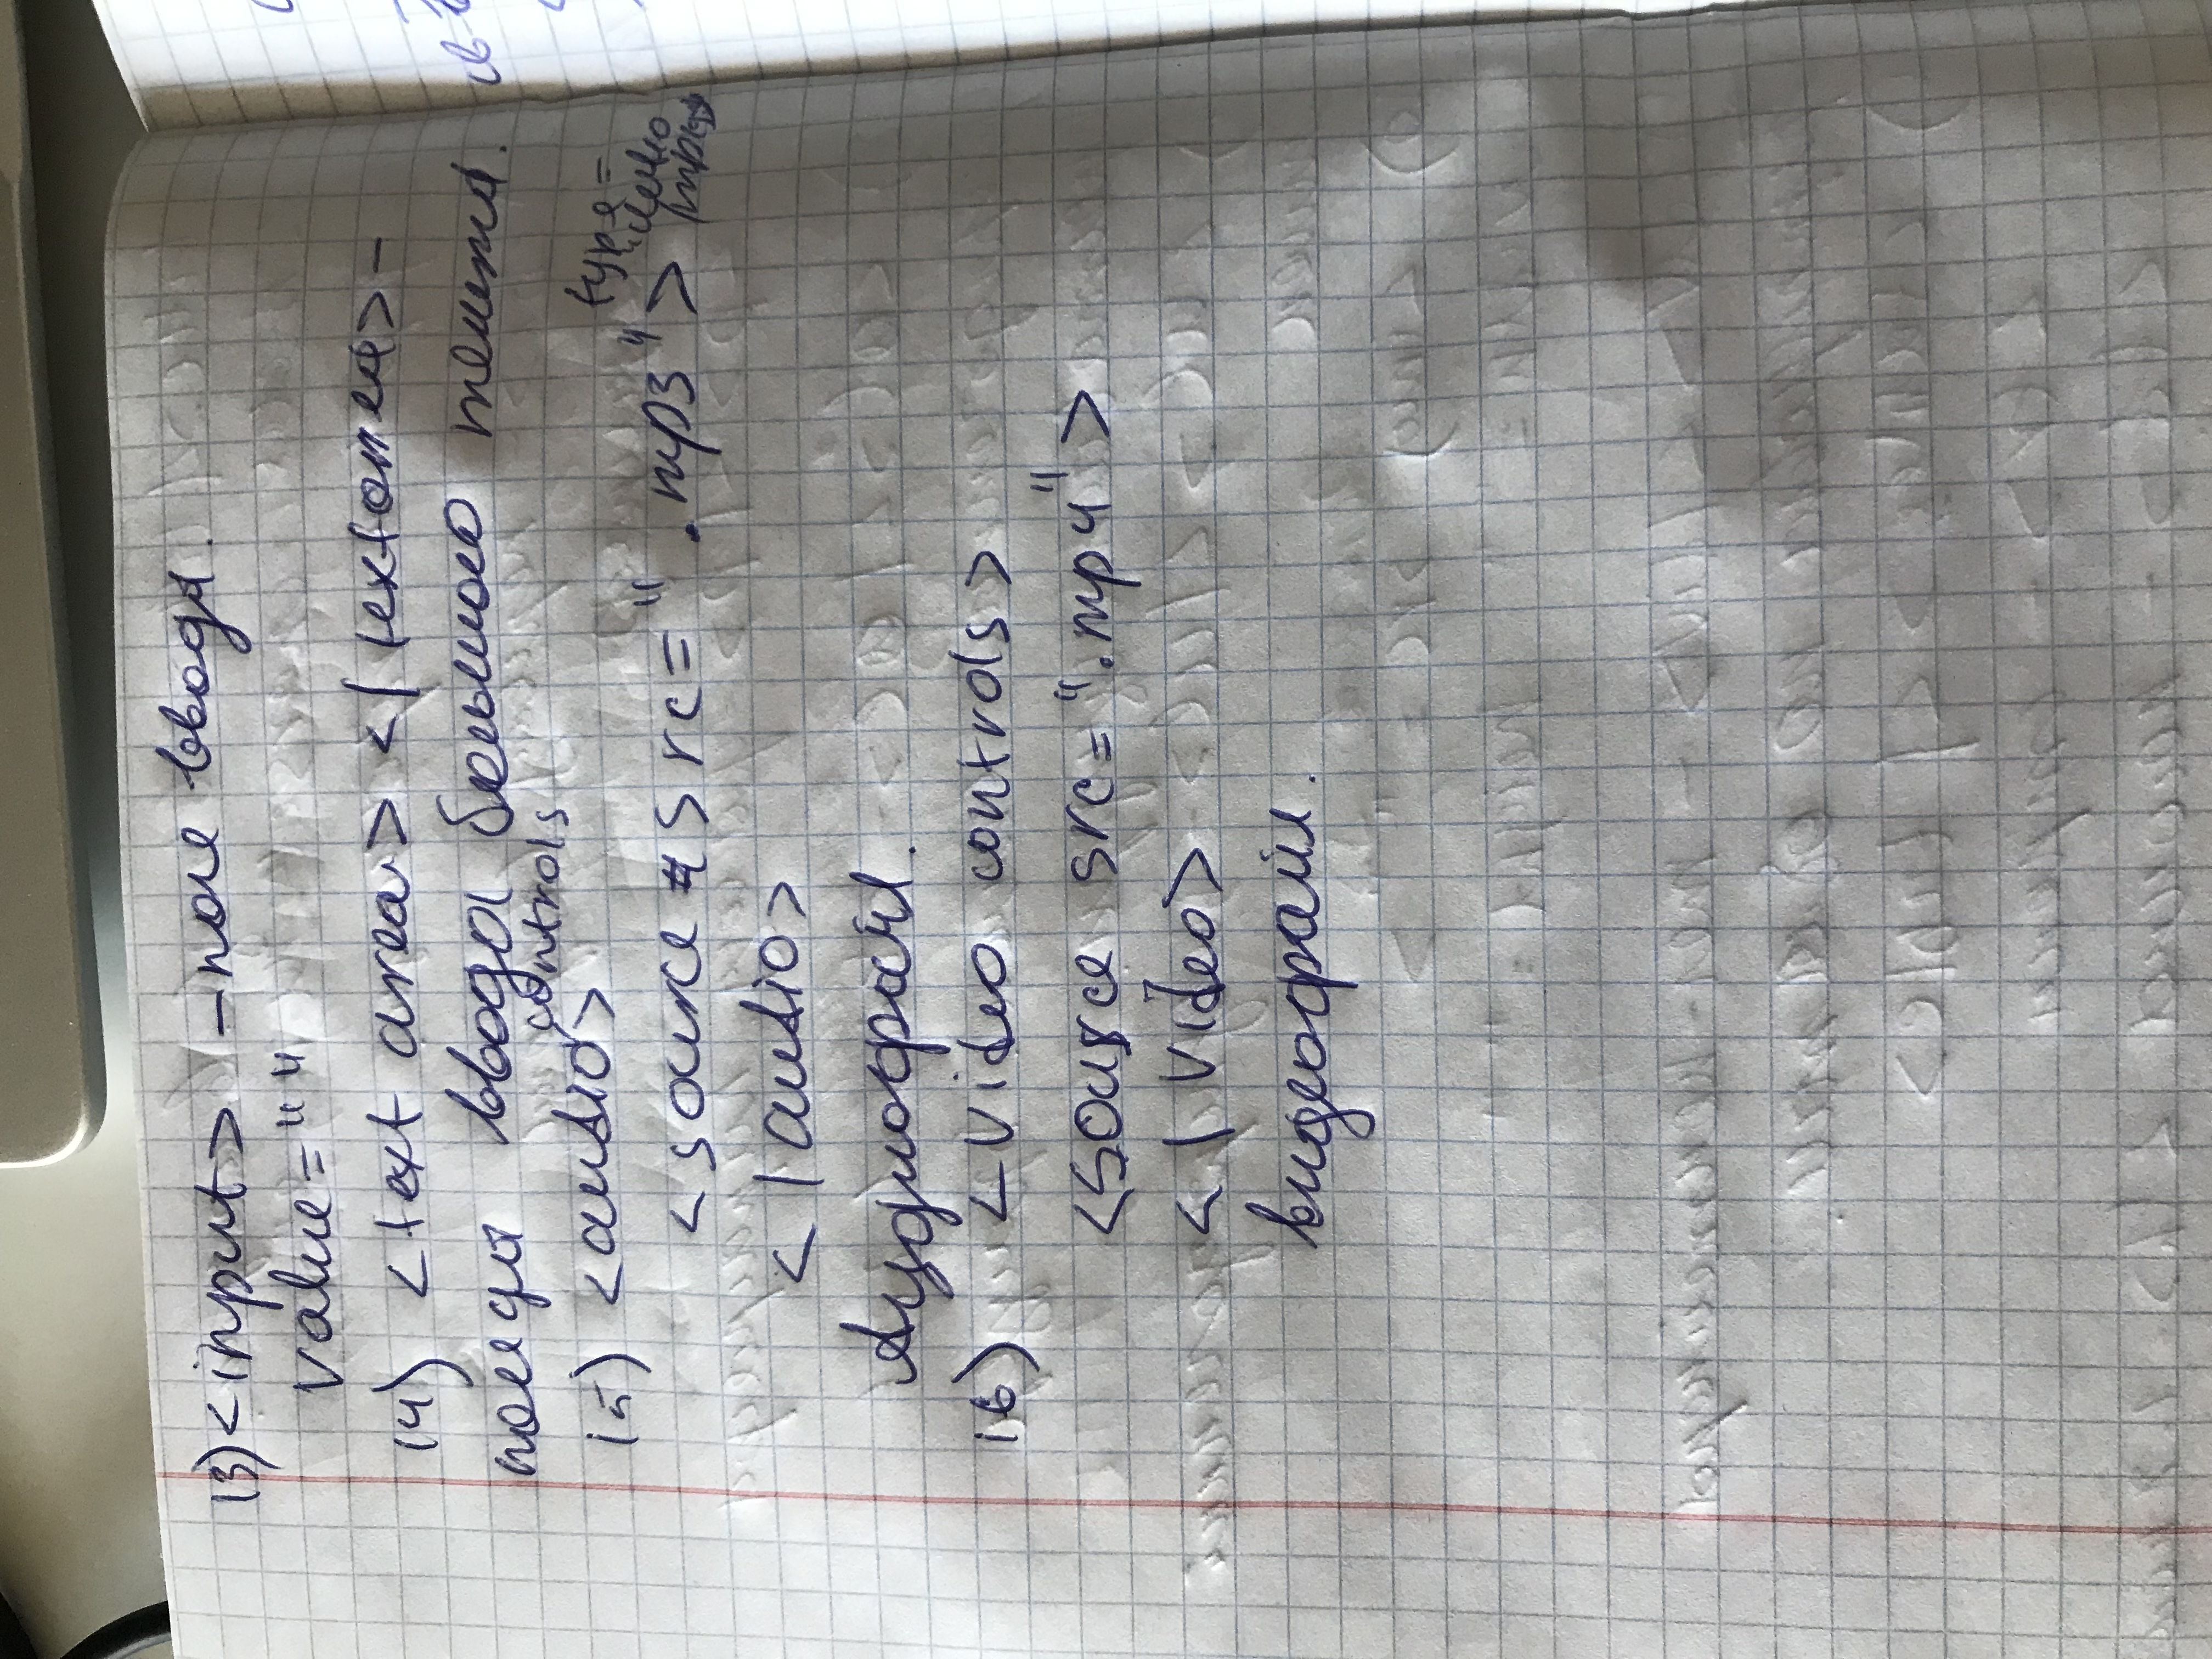 13) <input> - поле ввода.
value=" "
14) <text area> </textarea> -
поле для ввода большого текста.
controls
15) <audio>
type=
<source src=" .mp3"> "audio
</audio>
Аудиофайл.
16) <video controls>
<source src=".mp4">
</video>
видеофайл.